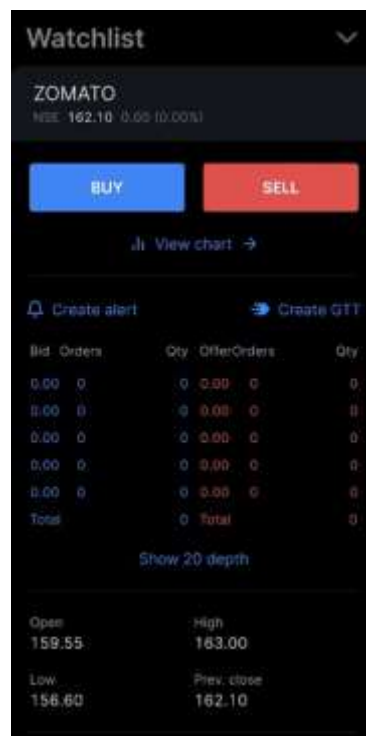 Watchlist
ZOMATO
NSE 162.10 0.00 (0.00%)
BUY SELL
View chart →
Create alert Create GTT
Bid Orders Qty Offer Orders Qty
0.00 0 0 0.00 0 0
0.00 0 0 0.00 0 0
0.00 0 0 0.00 0 0
0.00 0 0 0.00 0 0
0.00 0 0 0.00 0 0
Total 0 Total 0
Show 20 depth
Open High
159.55 163.00
Low Prev. close
156.60 162.10